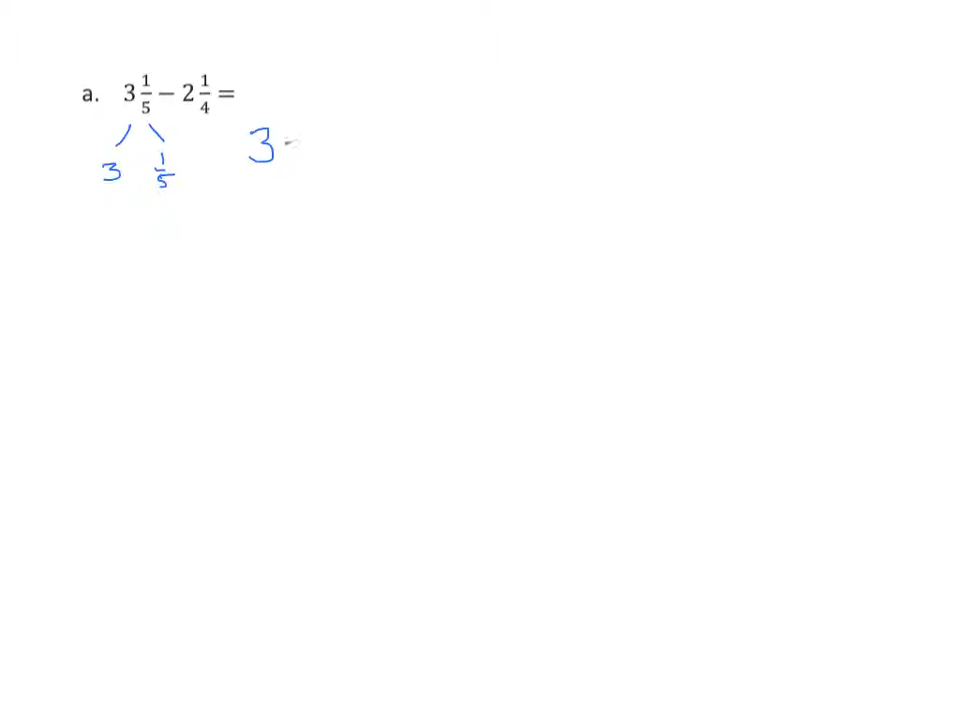 a. 3 1/5 − 2 1/4 =
3 1/5 3 -